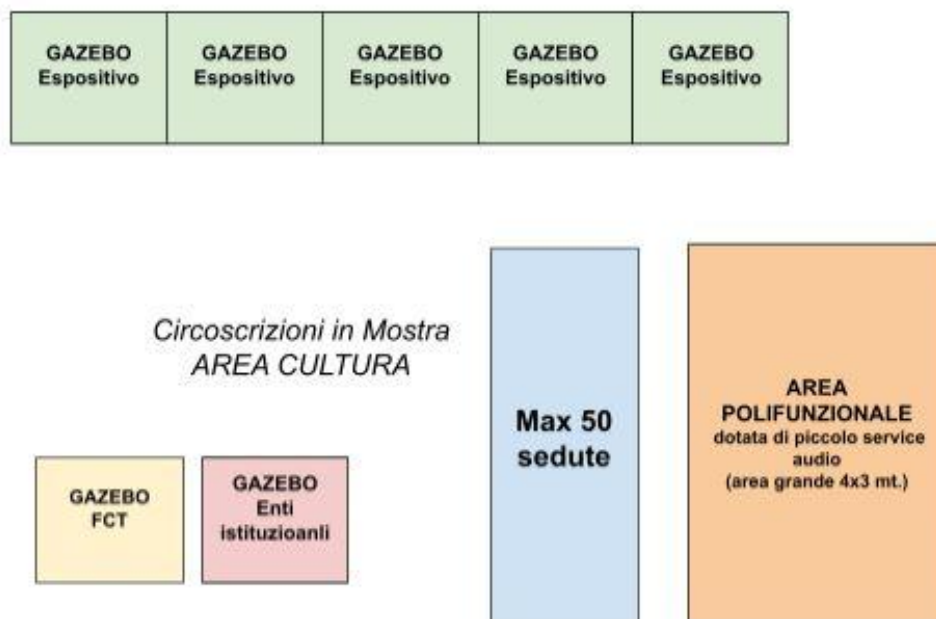 GAZEBO
Espositivo
GAZEBO
Espositivo
GAZEBO
Espositivo
GAZEBO
Espositivo
GAZEBO
Espositivo
Circoscrizioni in Mostra
AREA CULTURA
Max 50
sedute
AREA
POLIFUNZIONALE
dotata di piccolo service
audio
(area grande 4x3 mt.)
GAZEBO
FCT
GAZEBO
Enti
istituzioanli